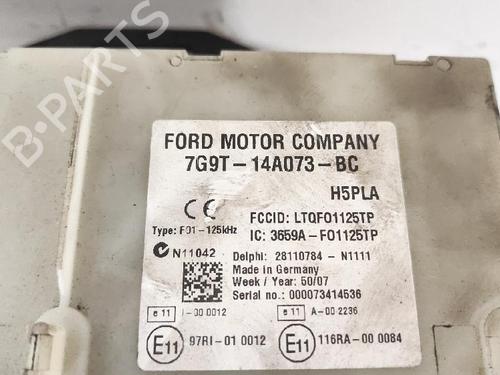 B-PARTS
FORD MOTOR COMPANY
7G9T-14A073-BC
H5PLA
FCCID: LTQFO1125TP
Type: F01-125kHz
IC: 3659A-FO1125TP
N11042
Delphi: 28110784 - N1111
Made in Germany
Week / Year: 50/07
Serial no.: 000073414536
e 11 I-00 0012
e 11 A-00 2236
E11 97RI-01 0012
E11 116RA-00 0084